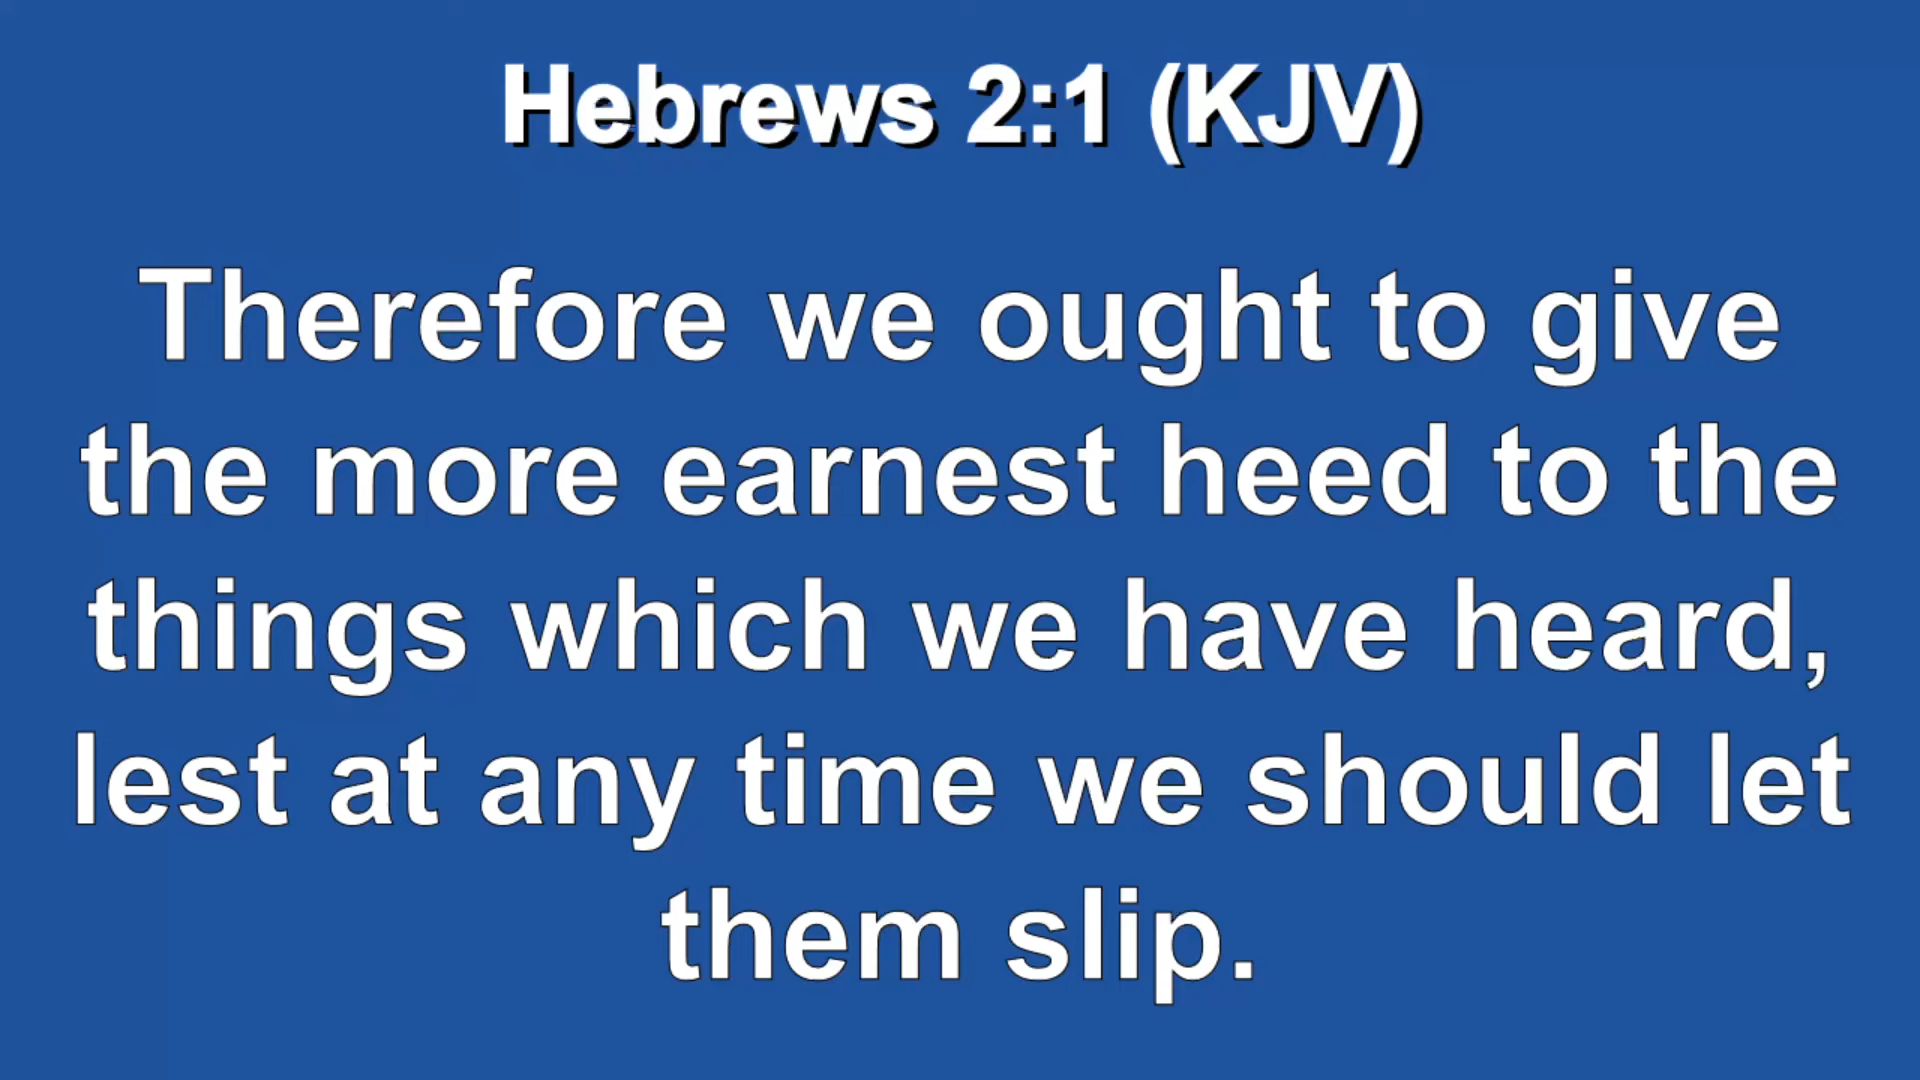 Hebrews 2:1 (KJV)
Therefore we ought to give
the more earnest heed to the
things which we have heard,
lest at any time we should let
them slip.